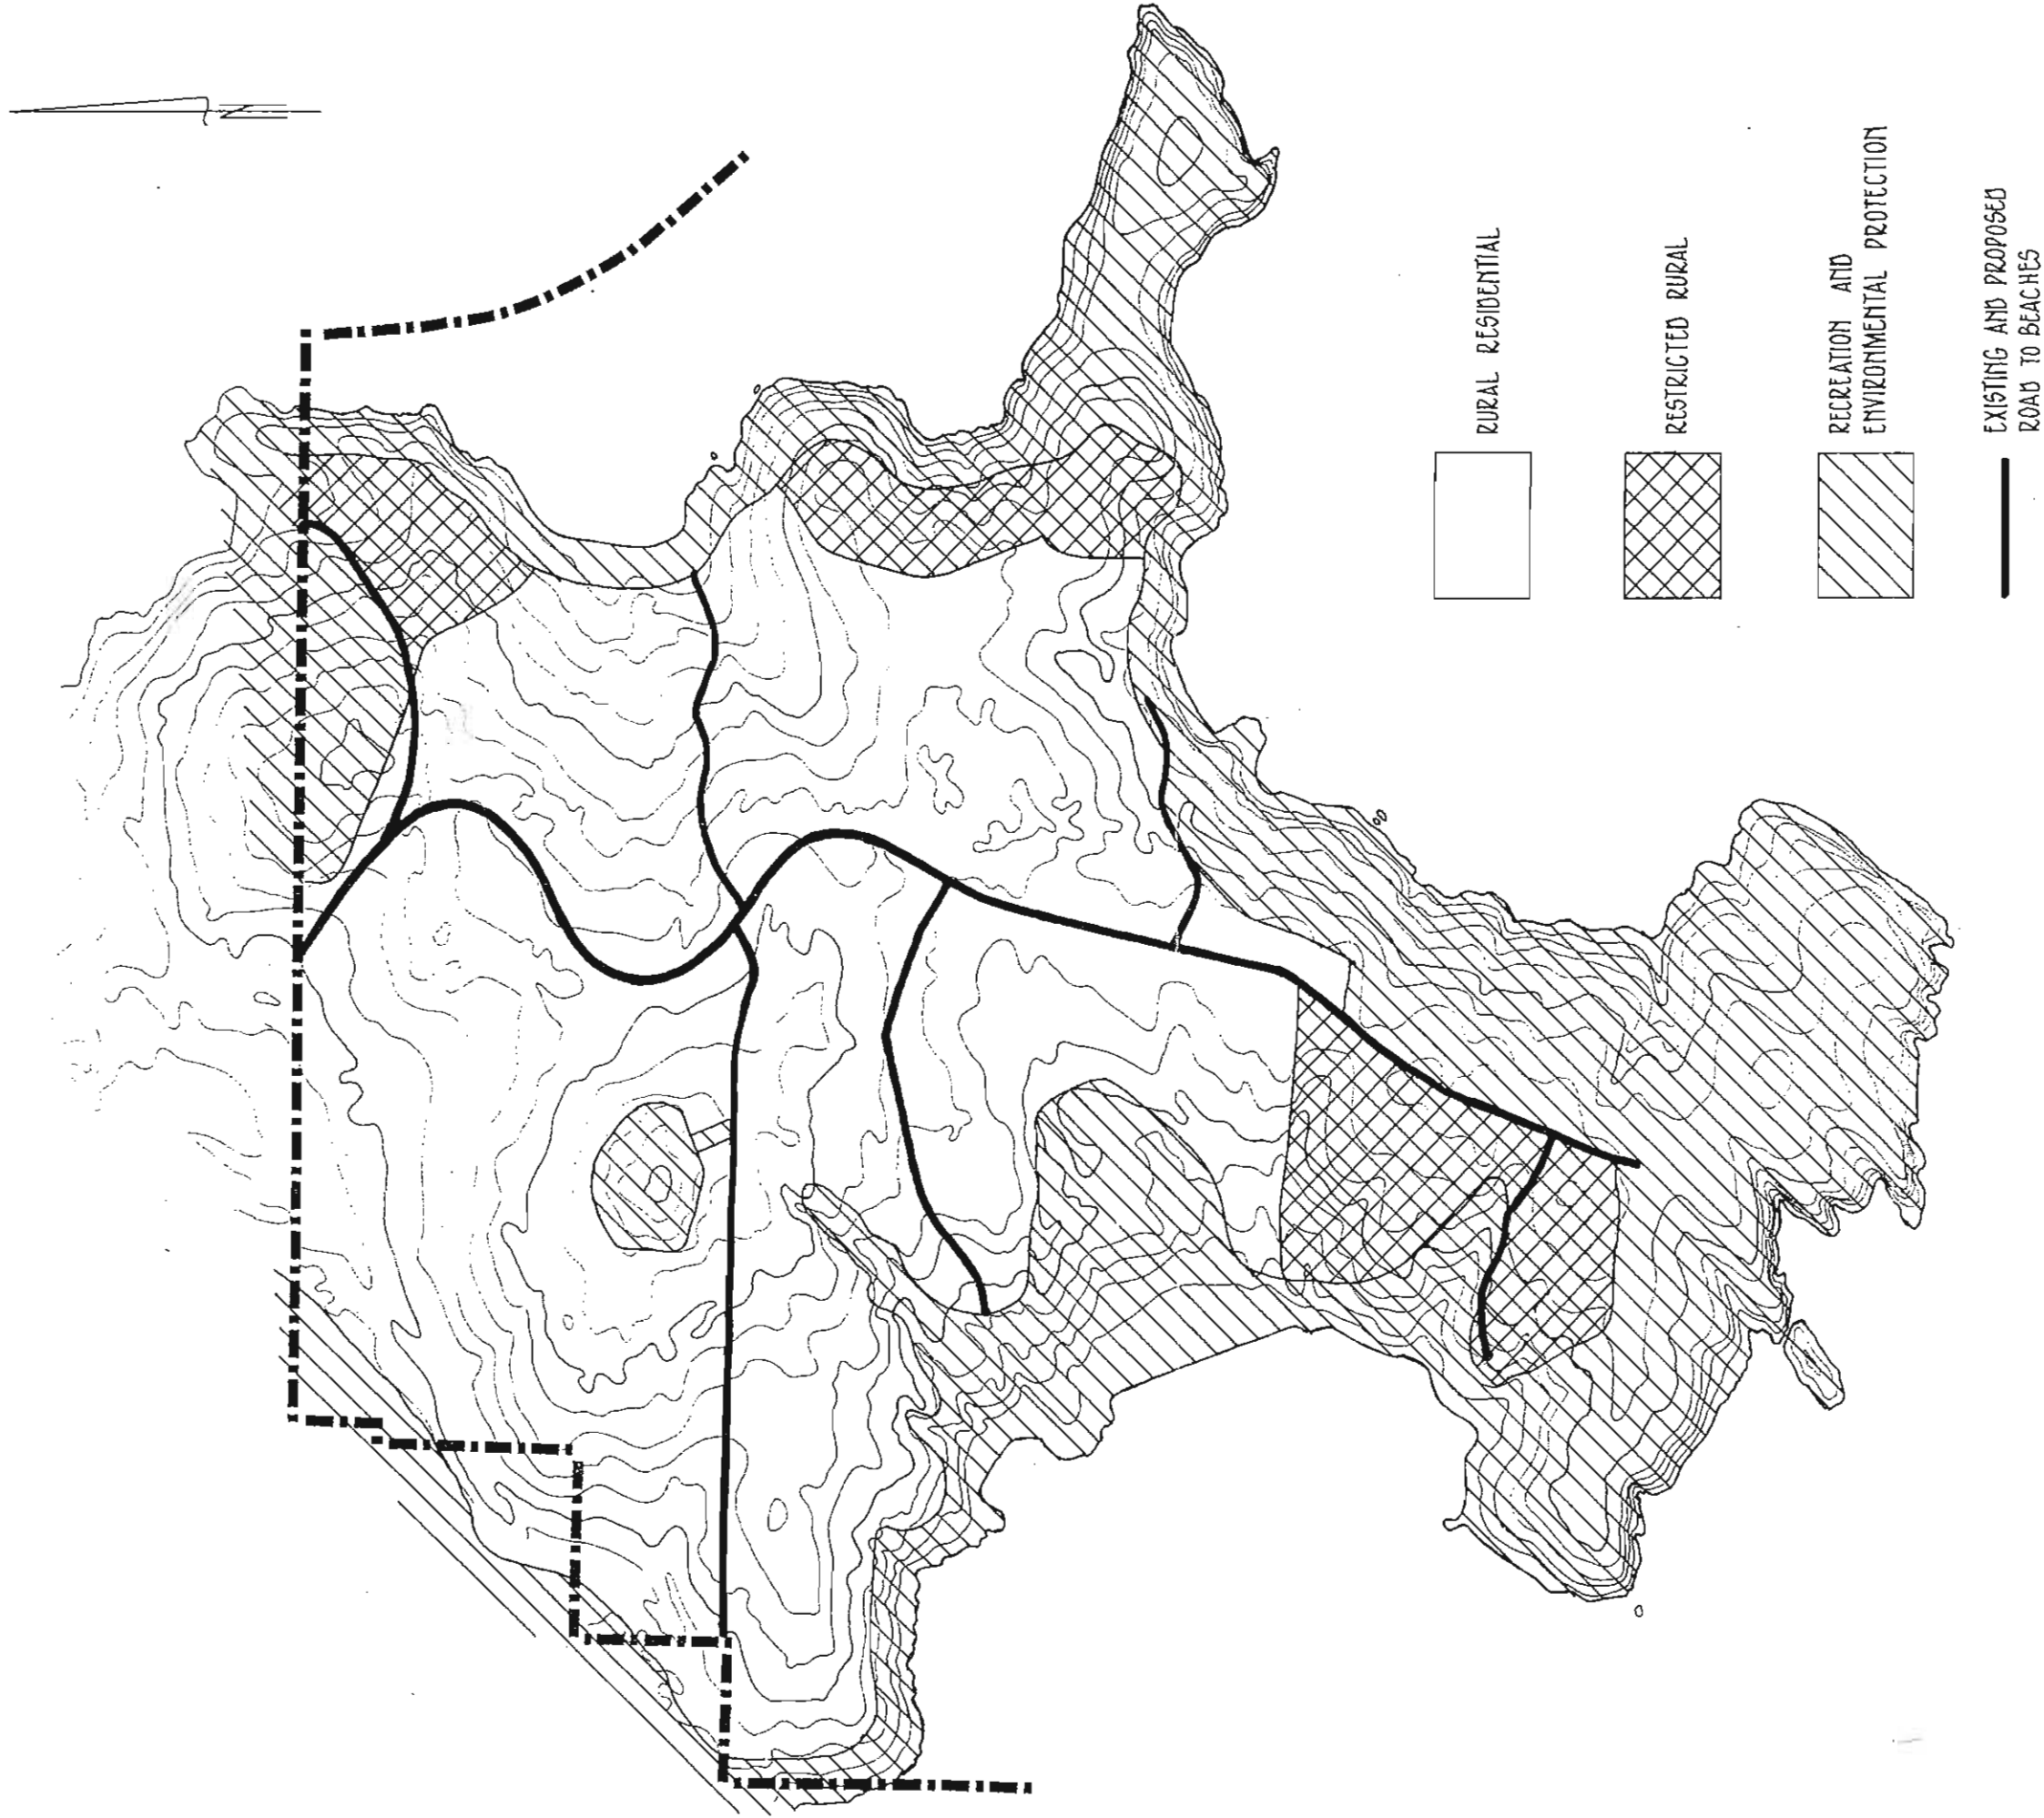 N
RURAL RESIDENTIAL
RESTRICTED RURAL
RECREATION AND
ENVIRONMENTAL PROTECTION
EXISTING AND PROPOSED
ROAD TO BEACHES